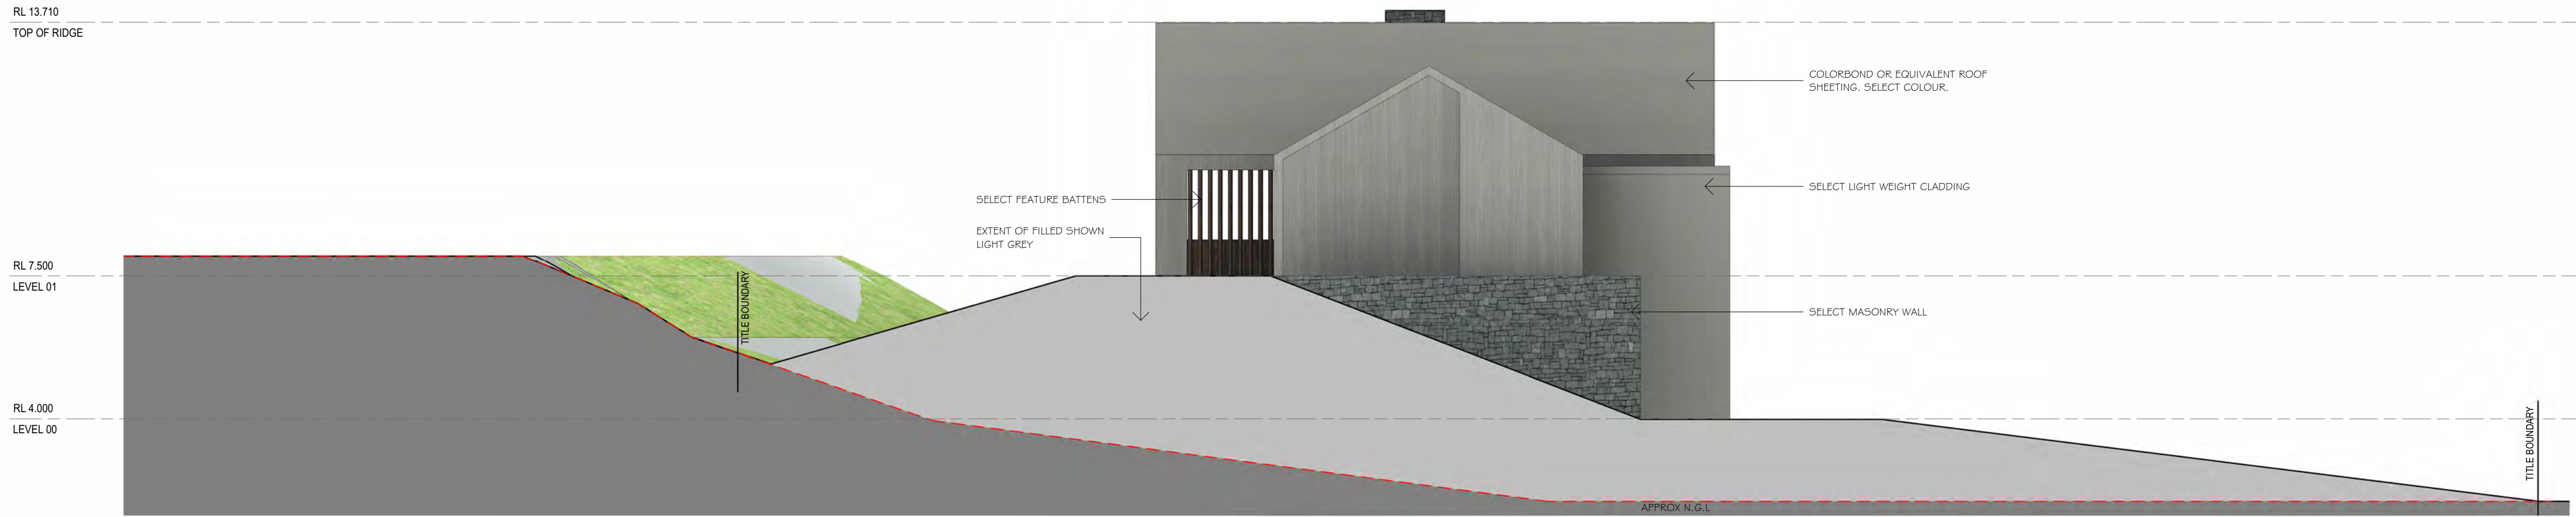 RL 13.710
TOP OF RIDGE
COLORBOND OR EQUIVALENT ROOF
SHEETING. SELECT COLOUR.
SELECT LIGHT WEIGHT CLADDING
SELECT FEATURE BATTENS
EXTENT OF FILLED SHOWN
LIGHT GREY
RL 7.500
LEVEL 01
TITLE BOUNDARY
SELECT MASONRY WALL
RL 4.000
LEVEL 00
TITLE BOUNDARY
APPROX N.G.L